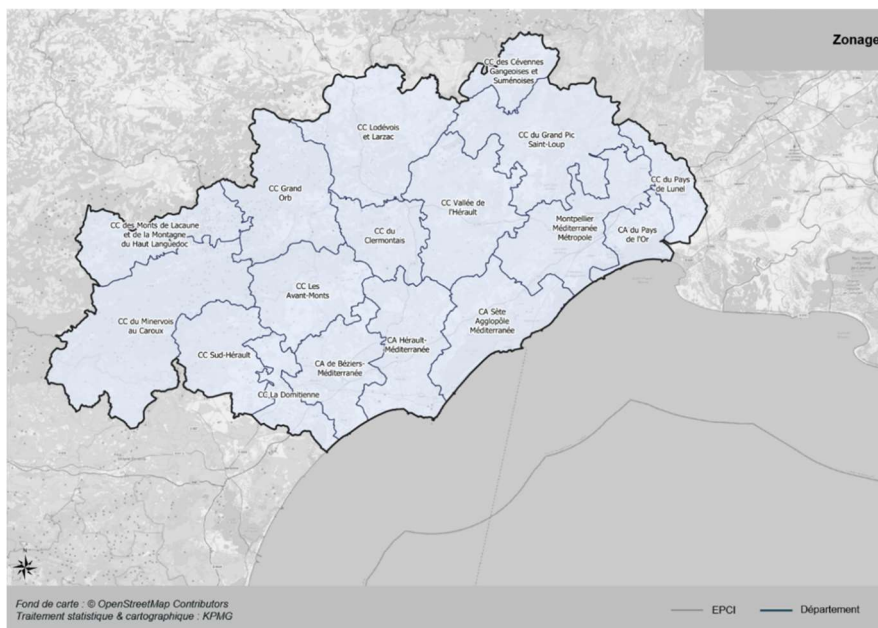 Zonage
CC des Cévennes
Gangeoises et
Suménoises
CC Lodévois
et Larzac
CC du Grand Pic
Saint-Loup
CC du Pays
de Lunel
CC Grand
Orb
CC Vallée de
l'Hérault
CC des Monts de Lacaune
et de la Montagne
du Haut Languedoc
CC du
Clermontais
Montpellier
Méditerranée
Métropole
CA du Pays
de l'Or
CC Les
Avant-Monts
CC du Minervois
au Caroux
CA Sète
Agglopôle
Méditerranée
CA Hérault-
Méditerranée
CC Sud-Hérault
CA de Béziers-
Méditerranée
CC La Domitienne
Fond de carte : © OpenStreetMap Contributors
Traitement statistique & cartographique : KPMG
EPCI
Département